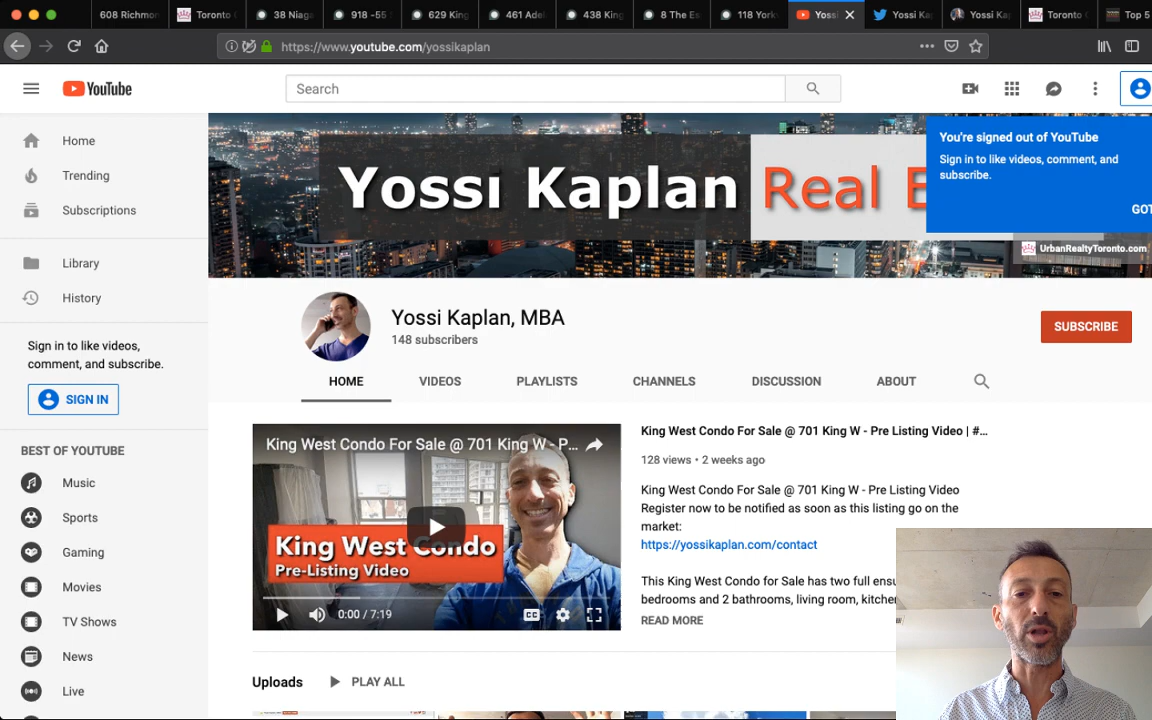 608 Richmon
Toronto
38 Niaga
918 -55
629 King
461 Adel
438 King
8 The Es
118 Yorkv
Yossi
Yossi Ka
Yossi Ka
Toronto
Top 5
https://www.youtube.com/yossikaplan
YouTube
Search
Home
Trending
Subscriptions
Library
History
Sign in to like videos,
comment, and subscribe.
SIGN IN
BEST OF YOUTUBE
Music
Sports
Gaming
Movies
TV Shows
News
Live
Yossi Kaplan Real E
UrbanRealtyToronto.com
You're signed out of YouTube
Sign in to like videos, comment, and
subscribe.
GOT
Yossi Kaplan, MBA
148 subscribers
SUBSCRIBE
HOME
VIDEOS
PLAYLISTS
CHANNELS
DISCUSSION
ABOUT
King West Condo For Sale @ 701 King W - P...
King West Condo
Pre-Listing Video
0:00 / 7:19
CC
King West Condo For Sale @ 701 King W - Pre Listing Video | #...
128 views • 2 weeks ago
King West Condo For Sale @ 701 King W - Pre Listing Video
Register now to be notified as soon as this listing go on the
market:
https://yossikaplan.com/contact
This King West Condo for Sale has two full ensu
bedrooms and 2 bathrooms, living room, kitche
READ MORE
Uploads
PLAY ALL